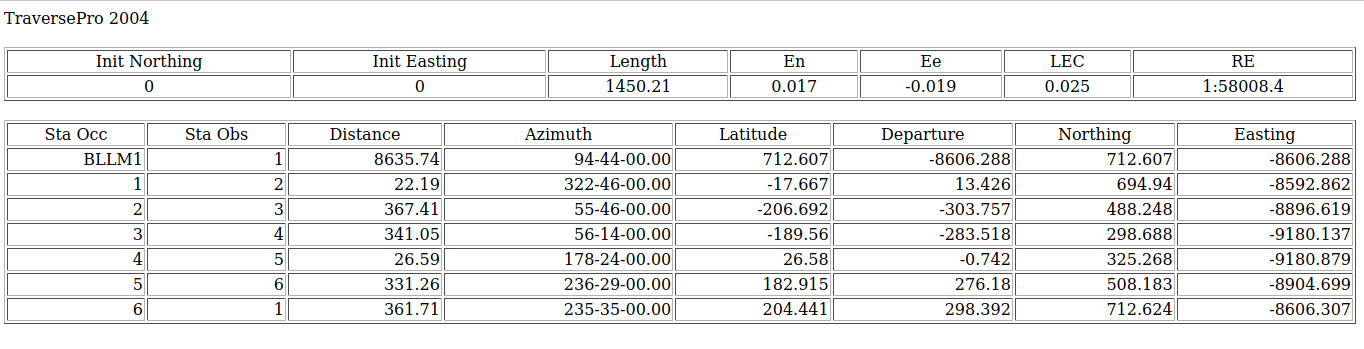 TraversePro 2004
Init Northing Init Easting Length En Ee LEC RE
0 0 1450.21 0.017 -0.019 0.025 1:58008.4
Sta Occ Sta Obs Distance Azimuth Latitude Departure Northing Easting
BLLM1 1 8635.74 94-44-00.00 712.607 -8606.288 712.607 -8606.288
1 2 22.19 322-46-00.00 -17.667 13.426 694.94 -8592.862
2 3 367.41 55-46-00.00 -206.692 -303.757 488.248 -8896.619
3 4 341.05 56-14-00.00 -189.56 -283.518 298.688 -9180.137
4 5 26.59 178-24-00.00 26.58 -0.742 325.268 -9180.879
5 6 331.26 236-29-00.00 182.915 276.18 508.183 -8904.699
6 1 361.71 235-35-00.00 204.441 298.392 712.624 -8606.307